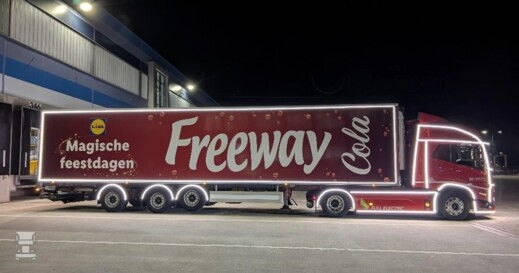 LIDL
Magische
feestdagen
Freeway
Cola